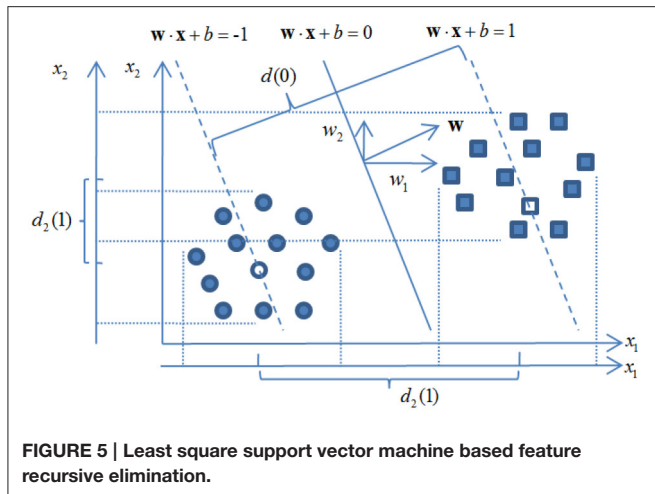 w · x + b = -1 w · x + b = 0 w · x + b = 1
x₂ x₂ d(0)
w₂ w
w₁
d₂(1)
x₁
x₁
d₂(1)
FIGURE 5 | Least square support vector machine based feature
recursive elimination.